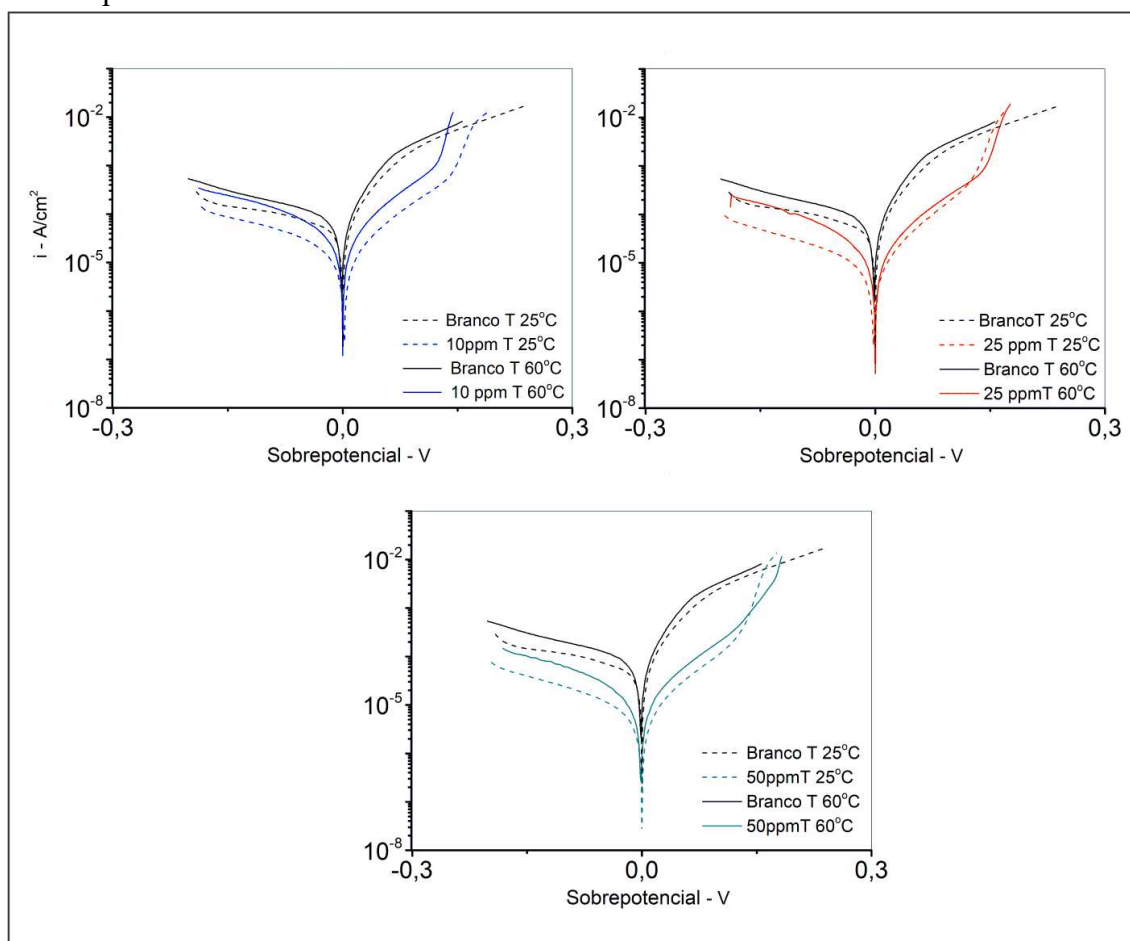 10⁻²
10⁻⁵
10⁻⁸
i - A/cm²
-0,3
0,0
0,3
Sobrepotencial - V
Branco T 25°C
10ppm T 25°C
Branco T 60°C
10 ppm T 60°C
10⁻²
10⁻⁵
10⁻⁸
-0,3
0,0
0,3
Sobrepotencial - V
BrancoT 25°C
25 ppm T 25°C
Branco T 60°C
25 ppmT 60°C
10⁻²
10⁻⁵
10⁻⁸
-0,3
0,0
0,3
Sobrepotencial - V
Branco T 25°C
50ppmT 25°C
Branco T 60°C
50ppmT 60°C